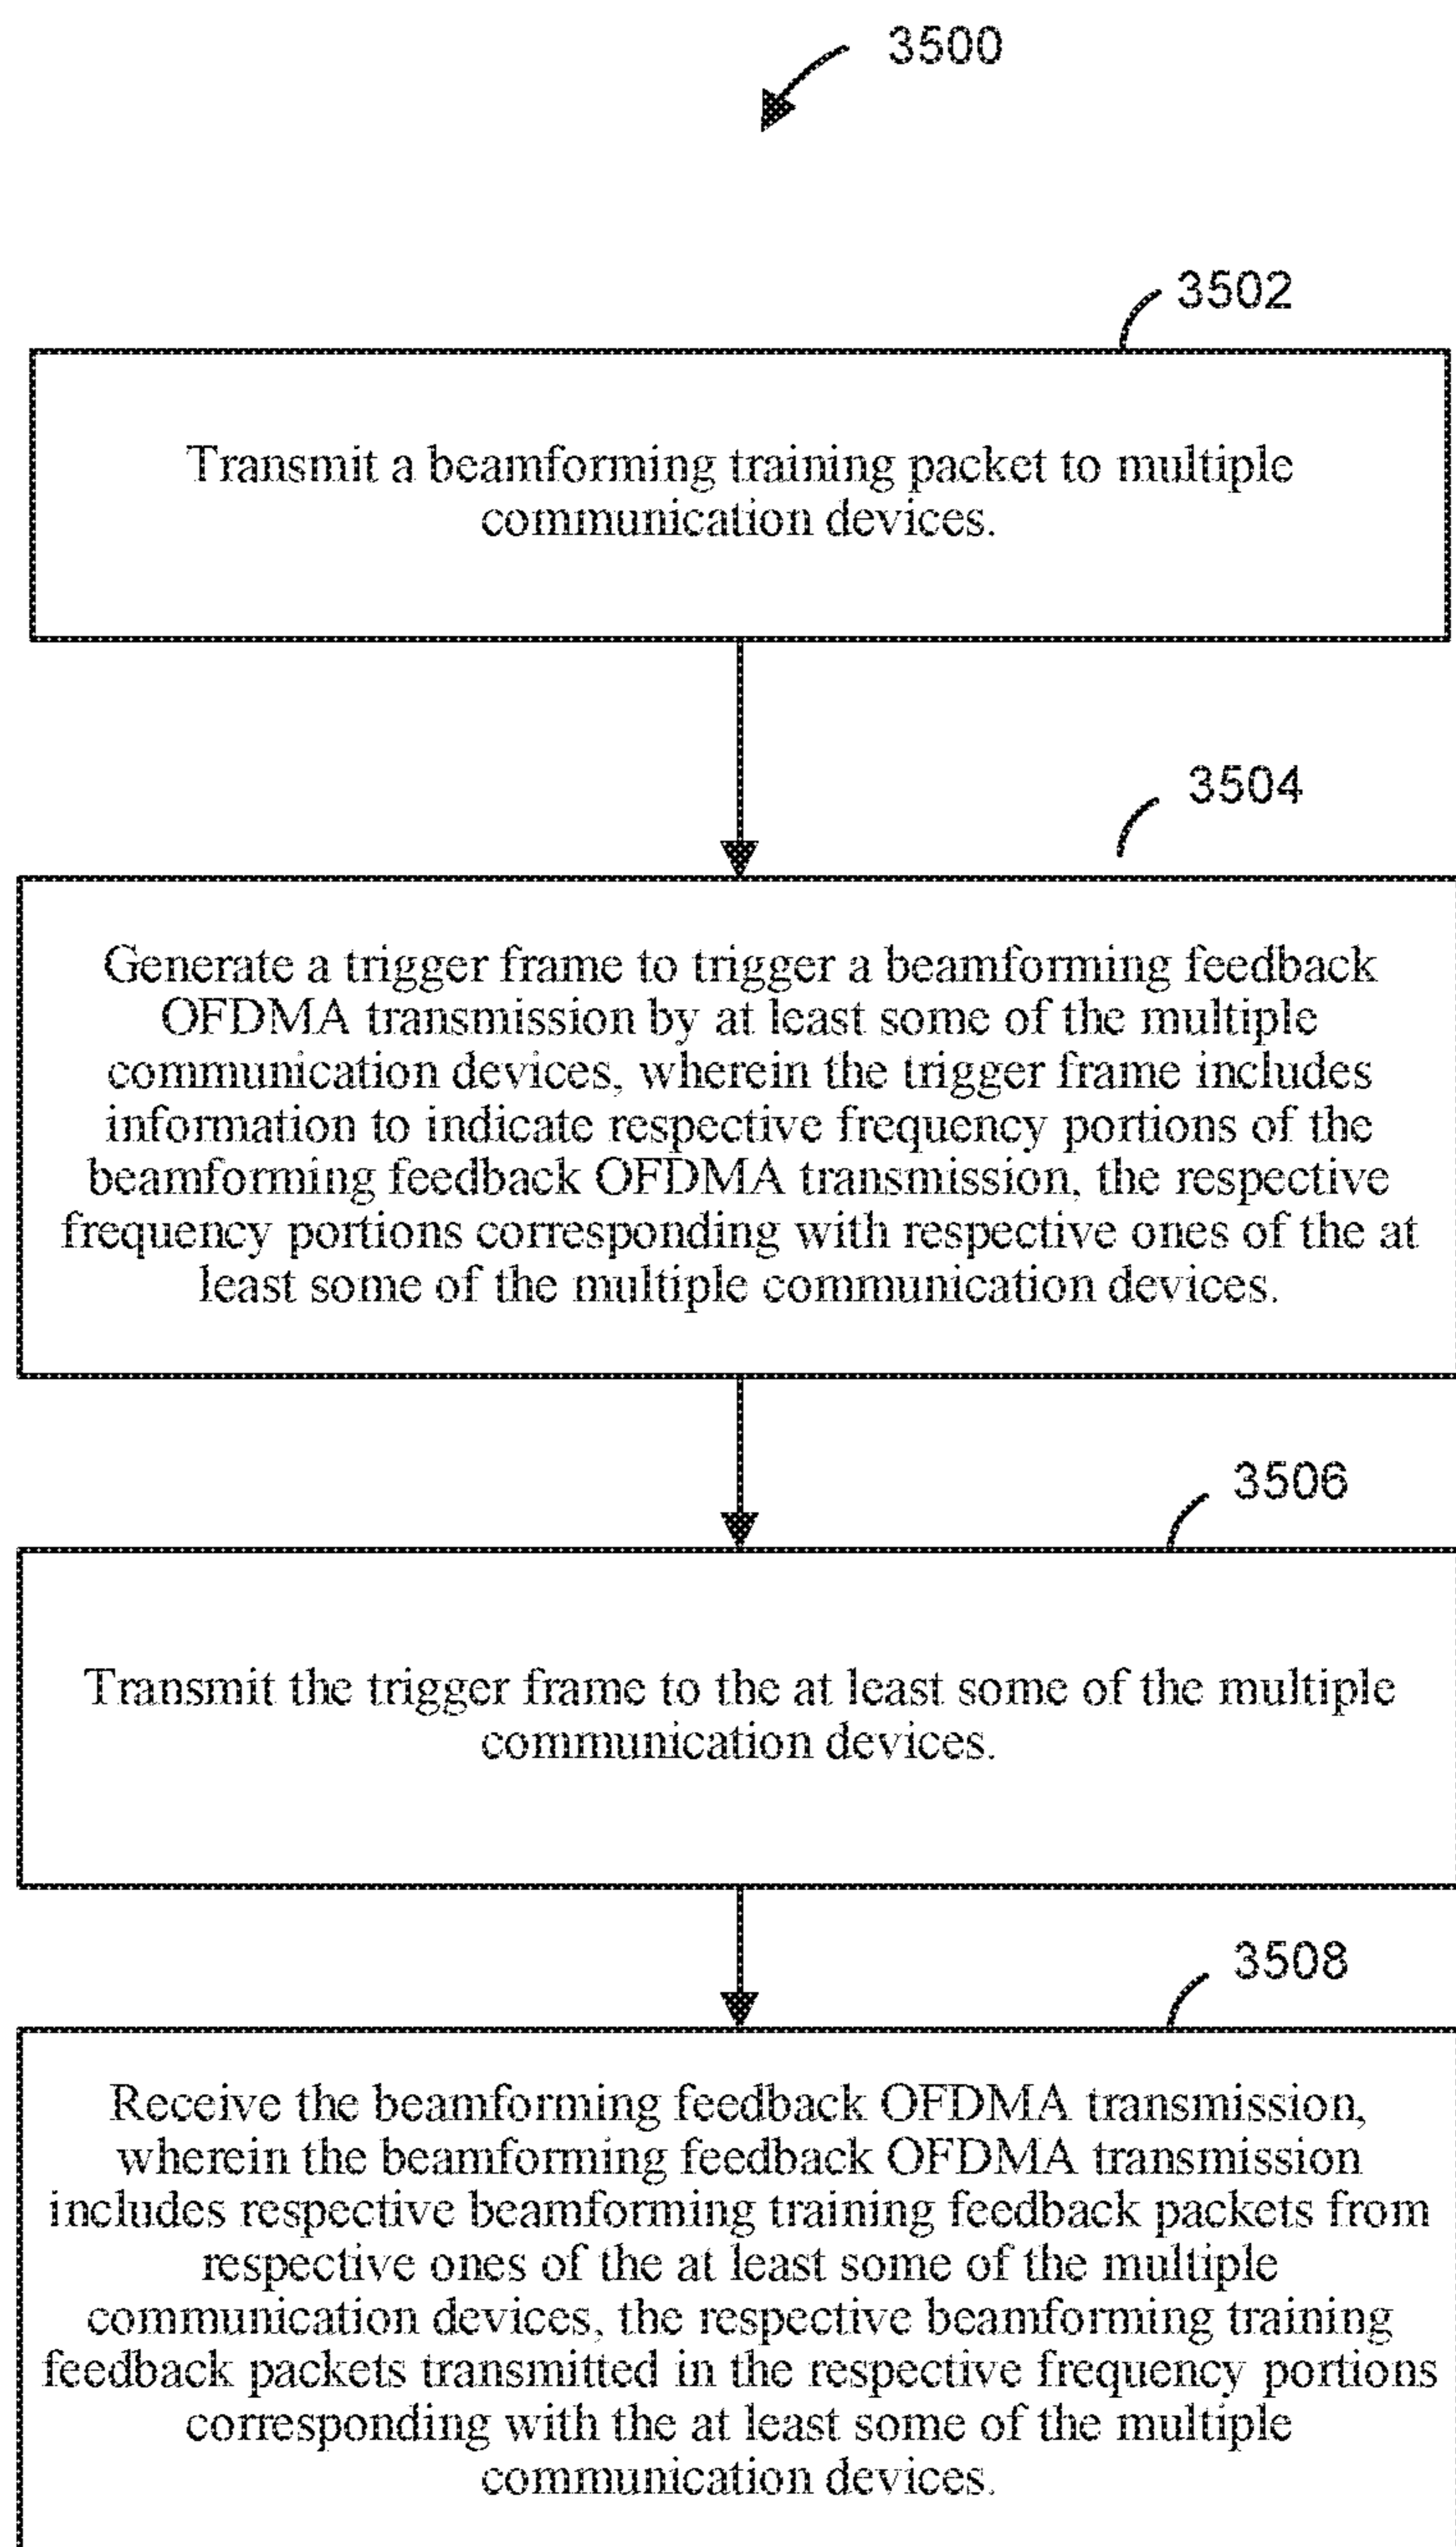 3500
3502
Transmit a beamforming training packet to multiple
communication devices.
3504
Generate a trigger frame to trigger a beamforming feedback
OFDMA transmission by at least some of the multiple
communication devices, wherein the trigger frame includes
information to indicate respective frequency portions of the
beamforming feedback OFDMA transmission, the respective
frequency portions corresponding with respective ones of the at
least some of the multiple communication devices.
3506
Transmit the trigger frame to the at least some of the multiple
communication devices.
3508
Receive the beamforming feedback OFDMA transmission,
wherein the beamforming feedback OFDMA transmission
includes respective beamforming training feedback packets from
respective ones of the at least some of the multiple
communication devices, the respective beamforming training
feedback packets transmitted in the respective frequency portions
corresponding with the at least some of the multiple
communication devices.